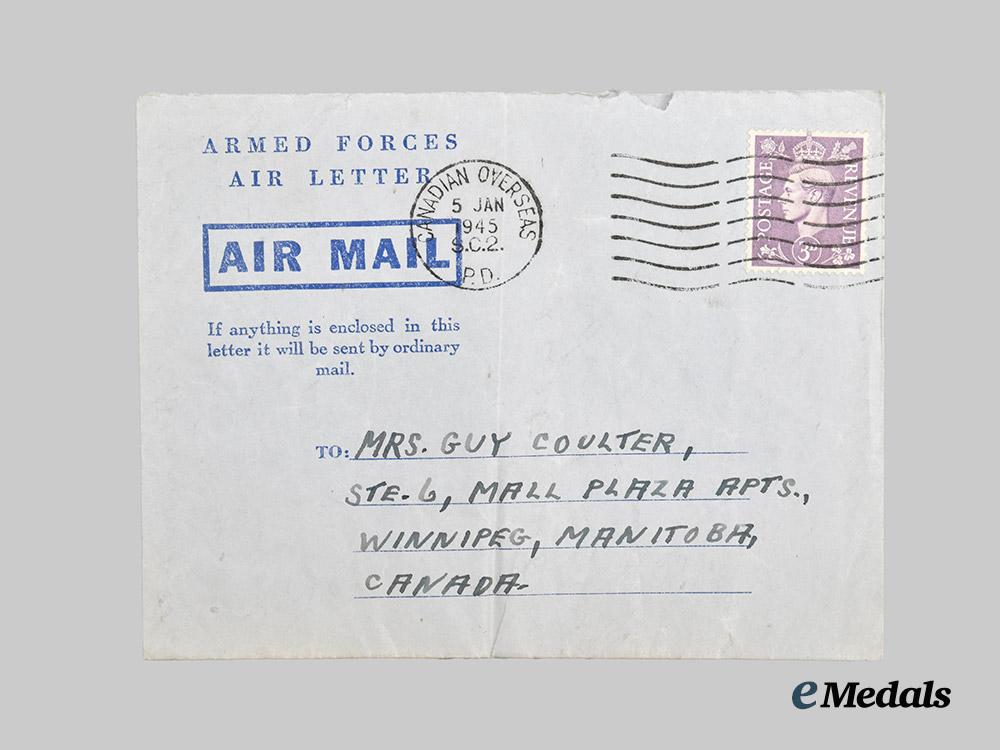 ARMED FORCES
AIR LETTER
AIR MAIL
If anything is enclosed in this
letter it will be sent by ordinary
mail.
CANADIAN OVERSEAS
5 JAN
945
S.C.2.
P.D.
POSTAGE
REVENUE
3D
TO: MRS. GUY COULTER,
STE-6, MALL PLAZA APTS.,
WINNIPEG, MANITOBA,
CANADA-
eMedals